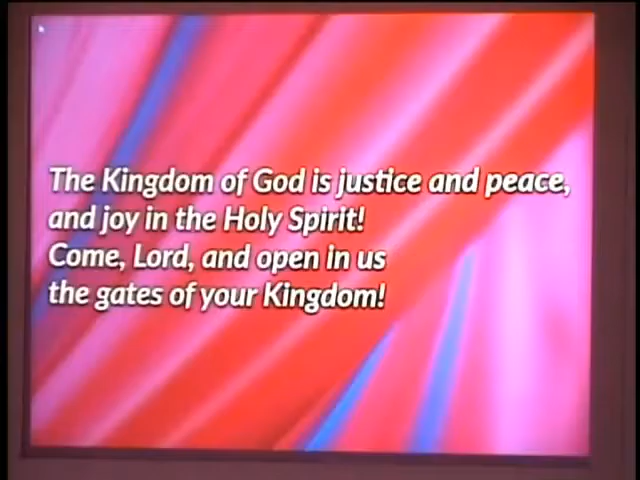 The Kingdom of God is justice and peace,
and joy in the Holy Spirit!
Come, Lord, and open in us
the gates of your Kingdom!